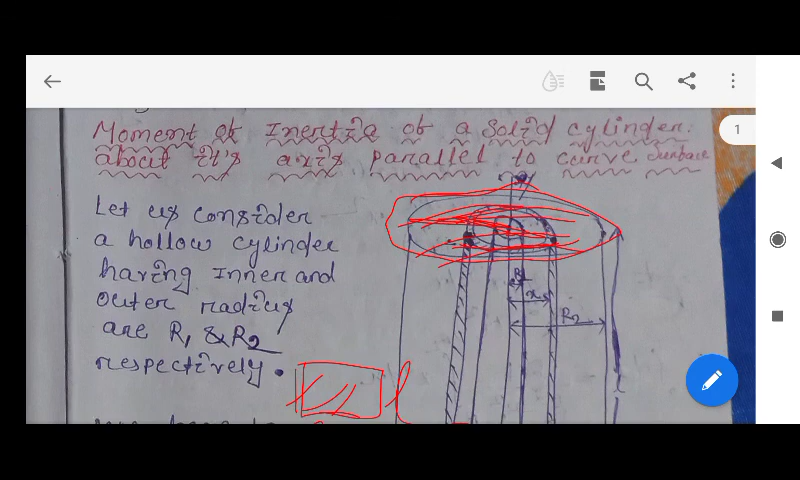 Moment of Inertia of a Solid cylinder.
about it's axis parallel to curve Surface
1
Let us consider
a hollow cylinder
having Inner and
outer radius
are R1 & R2
respectively.
x
R2